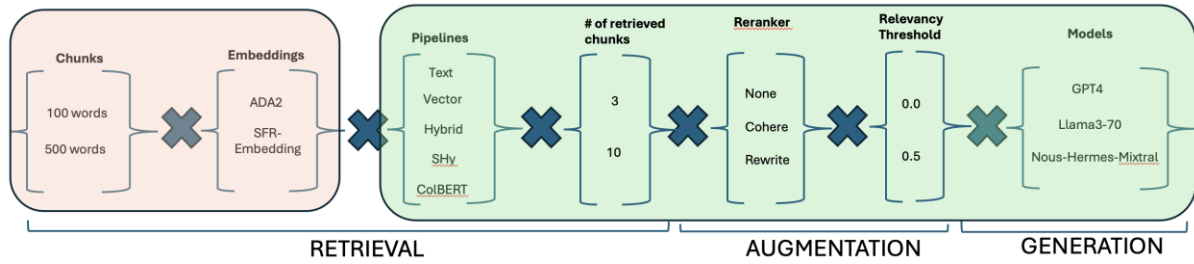 Chunks
100 words
500 words
Embeddings
ADA2
SFR-
Embedding
Pipelines
Text
Vector
Hybrid
SHy
ColBERT
# of retrieved
chunks
3
10
Reranker
None
Cohere
Rewrite
Relevancy
Threshold
0.0
0.5
Models
GPT4
Llama3-70
Nous-Hermes-Mixtral
RETRIEVAL
AUGMENTATION
GENERATION